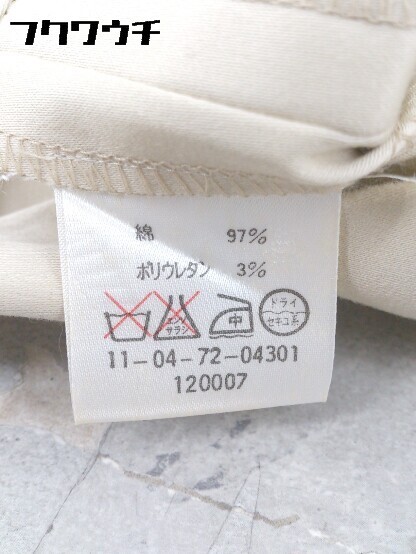 フクワウチ
綿 97%
ポリウレタン 3%
エンソ サラシ 中 ドライ セキユ系
11-04-72-04301
120007